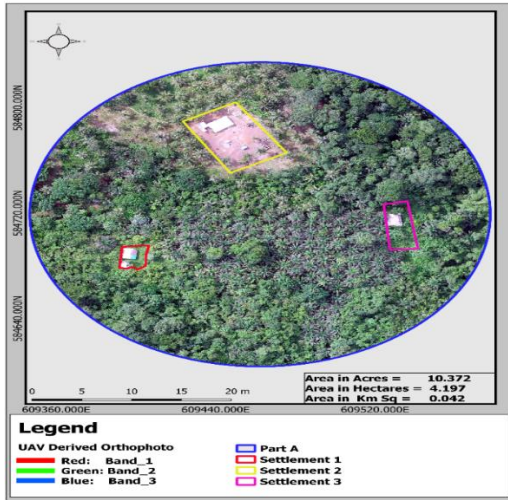 584800.000N
584720.000N
584640.000N
0 5 10 20 m
Area in Acres = 10.372
Area in Hectares = 4.197
Area in Km Sq = 0.042
609360.000E 609440.000E 609520.000E
Legend
UAV Derived Orthophoto
Red: Band_1
Green: Band_2
Blue: Band_3
Part A
Settlement 1
Settlement 2
Settlement 3